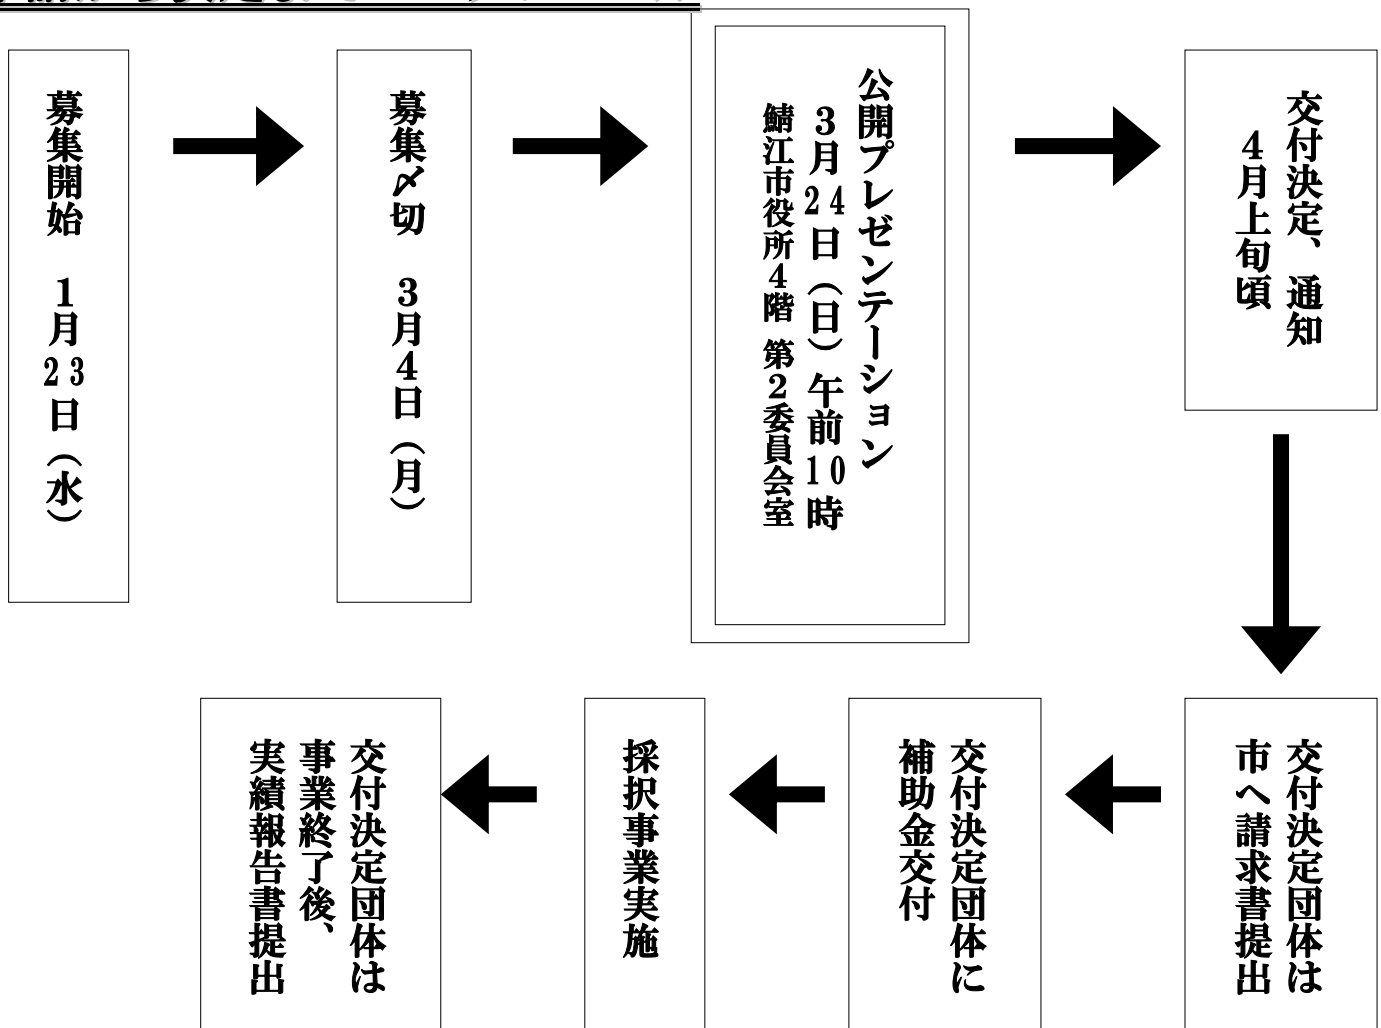 募集開始　1月23日（水）
募集〆切　3月4日（月）
公開プレゼンテーション
3月24日（日）午前10時
鯖江市役所4階 第2委員会室
交付決定、通知
4月上旬頃
交付決定団体は
市へ請求書提出
交付決定団体に
補助金交付
採択事業実施
交付決定団体は
事業終了後、
実績報告書提出